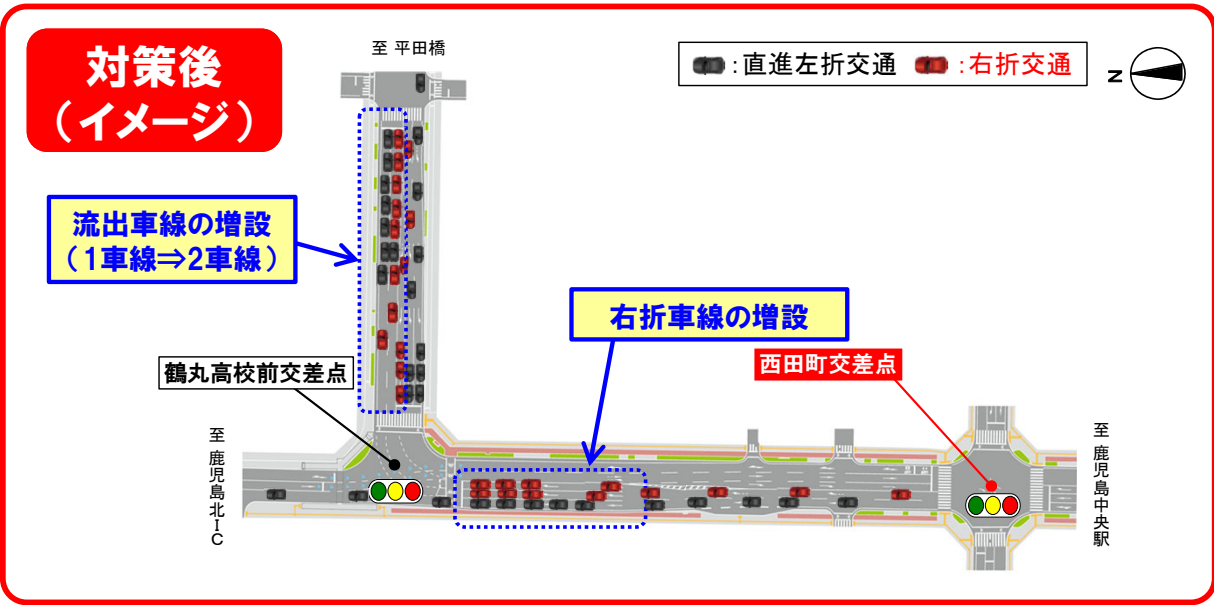 対策後
（イメージ）
至 平田橋
：直進左折交通
：右折交通
N
流出車線の増設
（1車線⇒2車線）
右折車線の増設
鶴丸高校前交差点
西田町交差点
至 鹿児島北IC
至 鹿児島中央駅